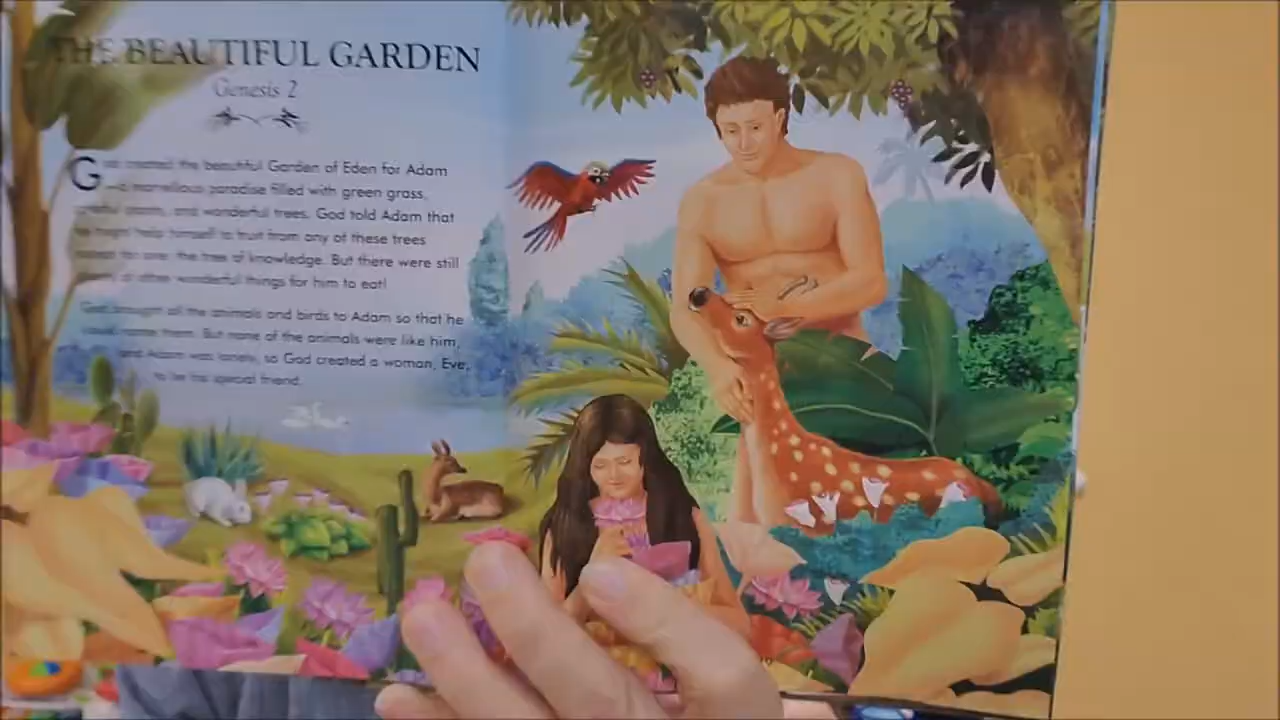 THE BEAUTIFUL GARDEN
Genesis 2
God created the beautiful Garden of Eden for Adam
—a marvellous paradise filled with green grass,
and wonderful trees. God told Adam that
he might help himself to fruit from any of these trees
except for one: the tree of knowledge. But there were still
of other wonderful things for him to eat!
God brought all the animals and birds to Adam so that he
could name them. But none of the animals were like him,
and Adam was lonely, so God created a woman, Eve,
to be his special friend.